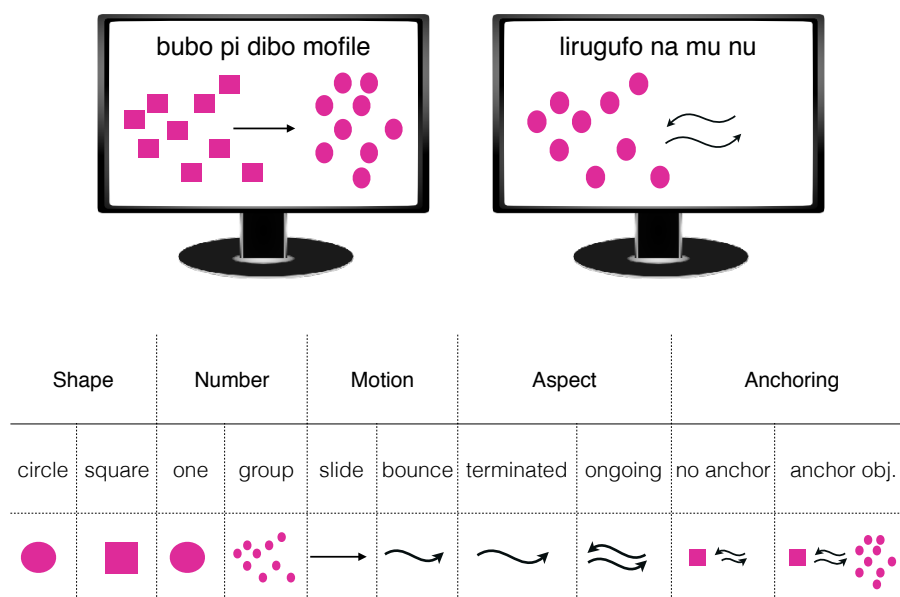 bubo pi dibo mofile
lirugufo na mu nu
Shape Number Motion Aspect Anchoring
circle square one group slide bounce terminated ongoing no anchor anchor obj.